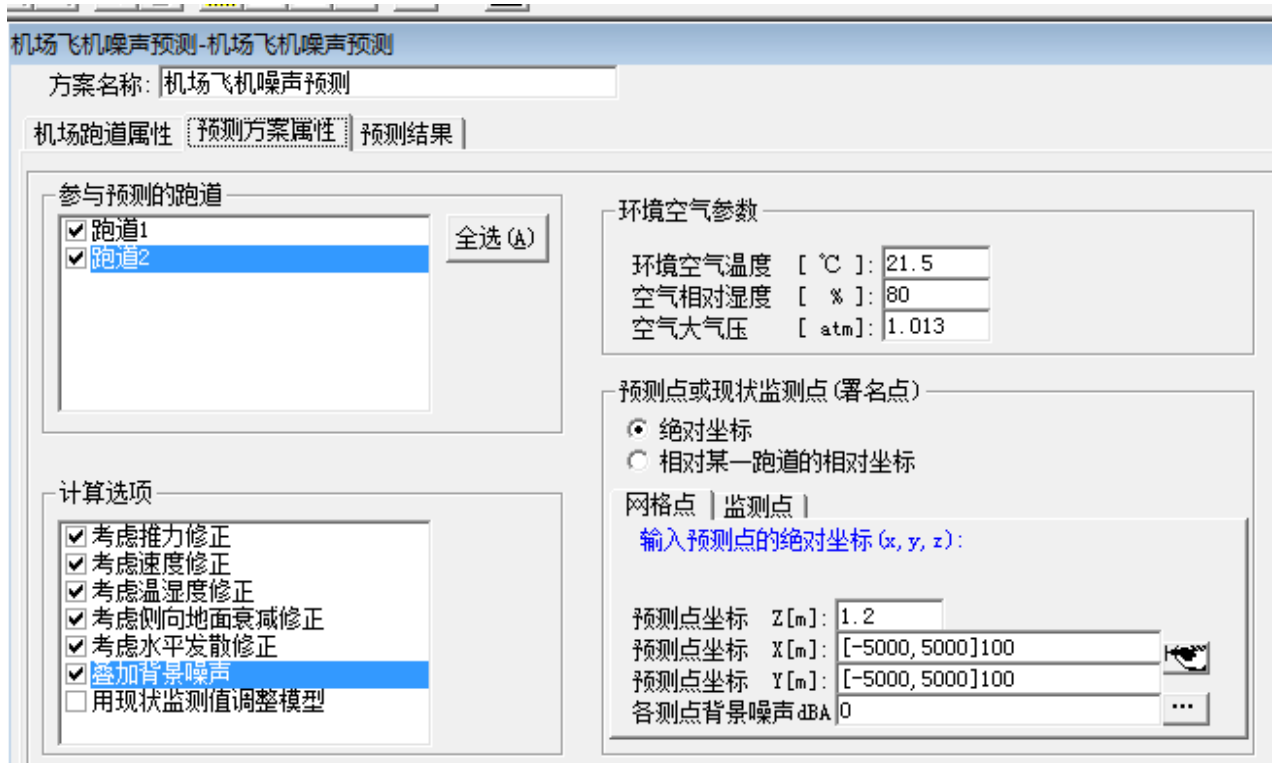 机场飞机噪声预测-机场飞机噪声预测
方案名称: 机场飞机噪声预测
机场跑道属性 预测方案属性 预测结果
参与预测的跑道
跑道1
跑道2
全选(A)
计算选项
考虑推力修正
考虑速度修正
考虑温湿度修正
考虑侧向地面衰减修正
考虑水平发散修正
叠加背景噪声
用现状监测值调整模型
环境空气参数
环境空气温度 [ ℃ ]: 21.5
空气相对湿度 [ % ]: 80
空气大气压 [ atm]: 1.013
预测点或现状监测点(署名点)
绝对坐标
相对某一跑道的相对坐标
网格点 监测点
输入预测点的绝对坐标(x, y, z):
预测点坐标 Z[m]: 1.2
预测点坐标 X[m]: [-5000,5000]100
预测点坐标 Y[m]: [-5000,5000]100
各测点背景噪声dBA 0
...